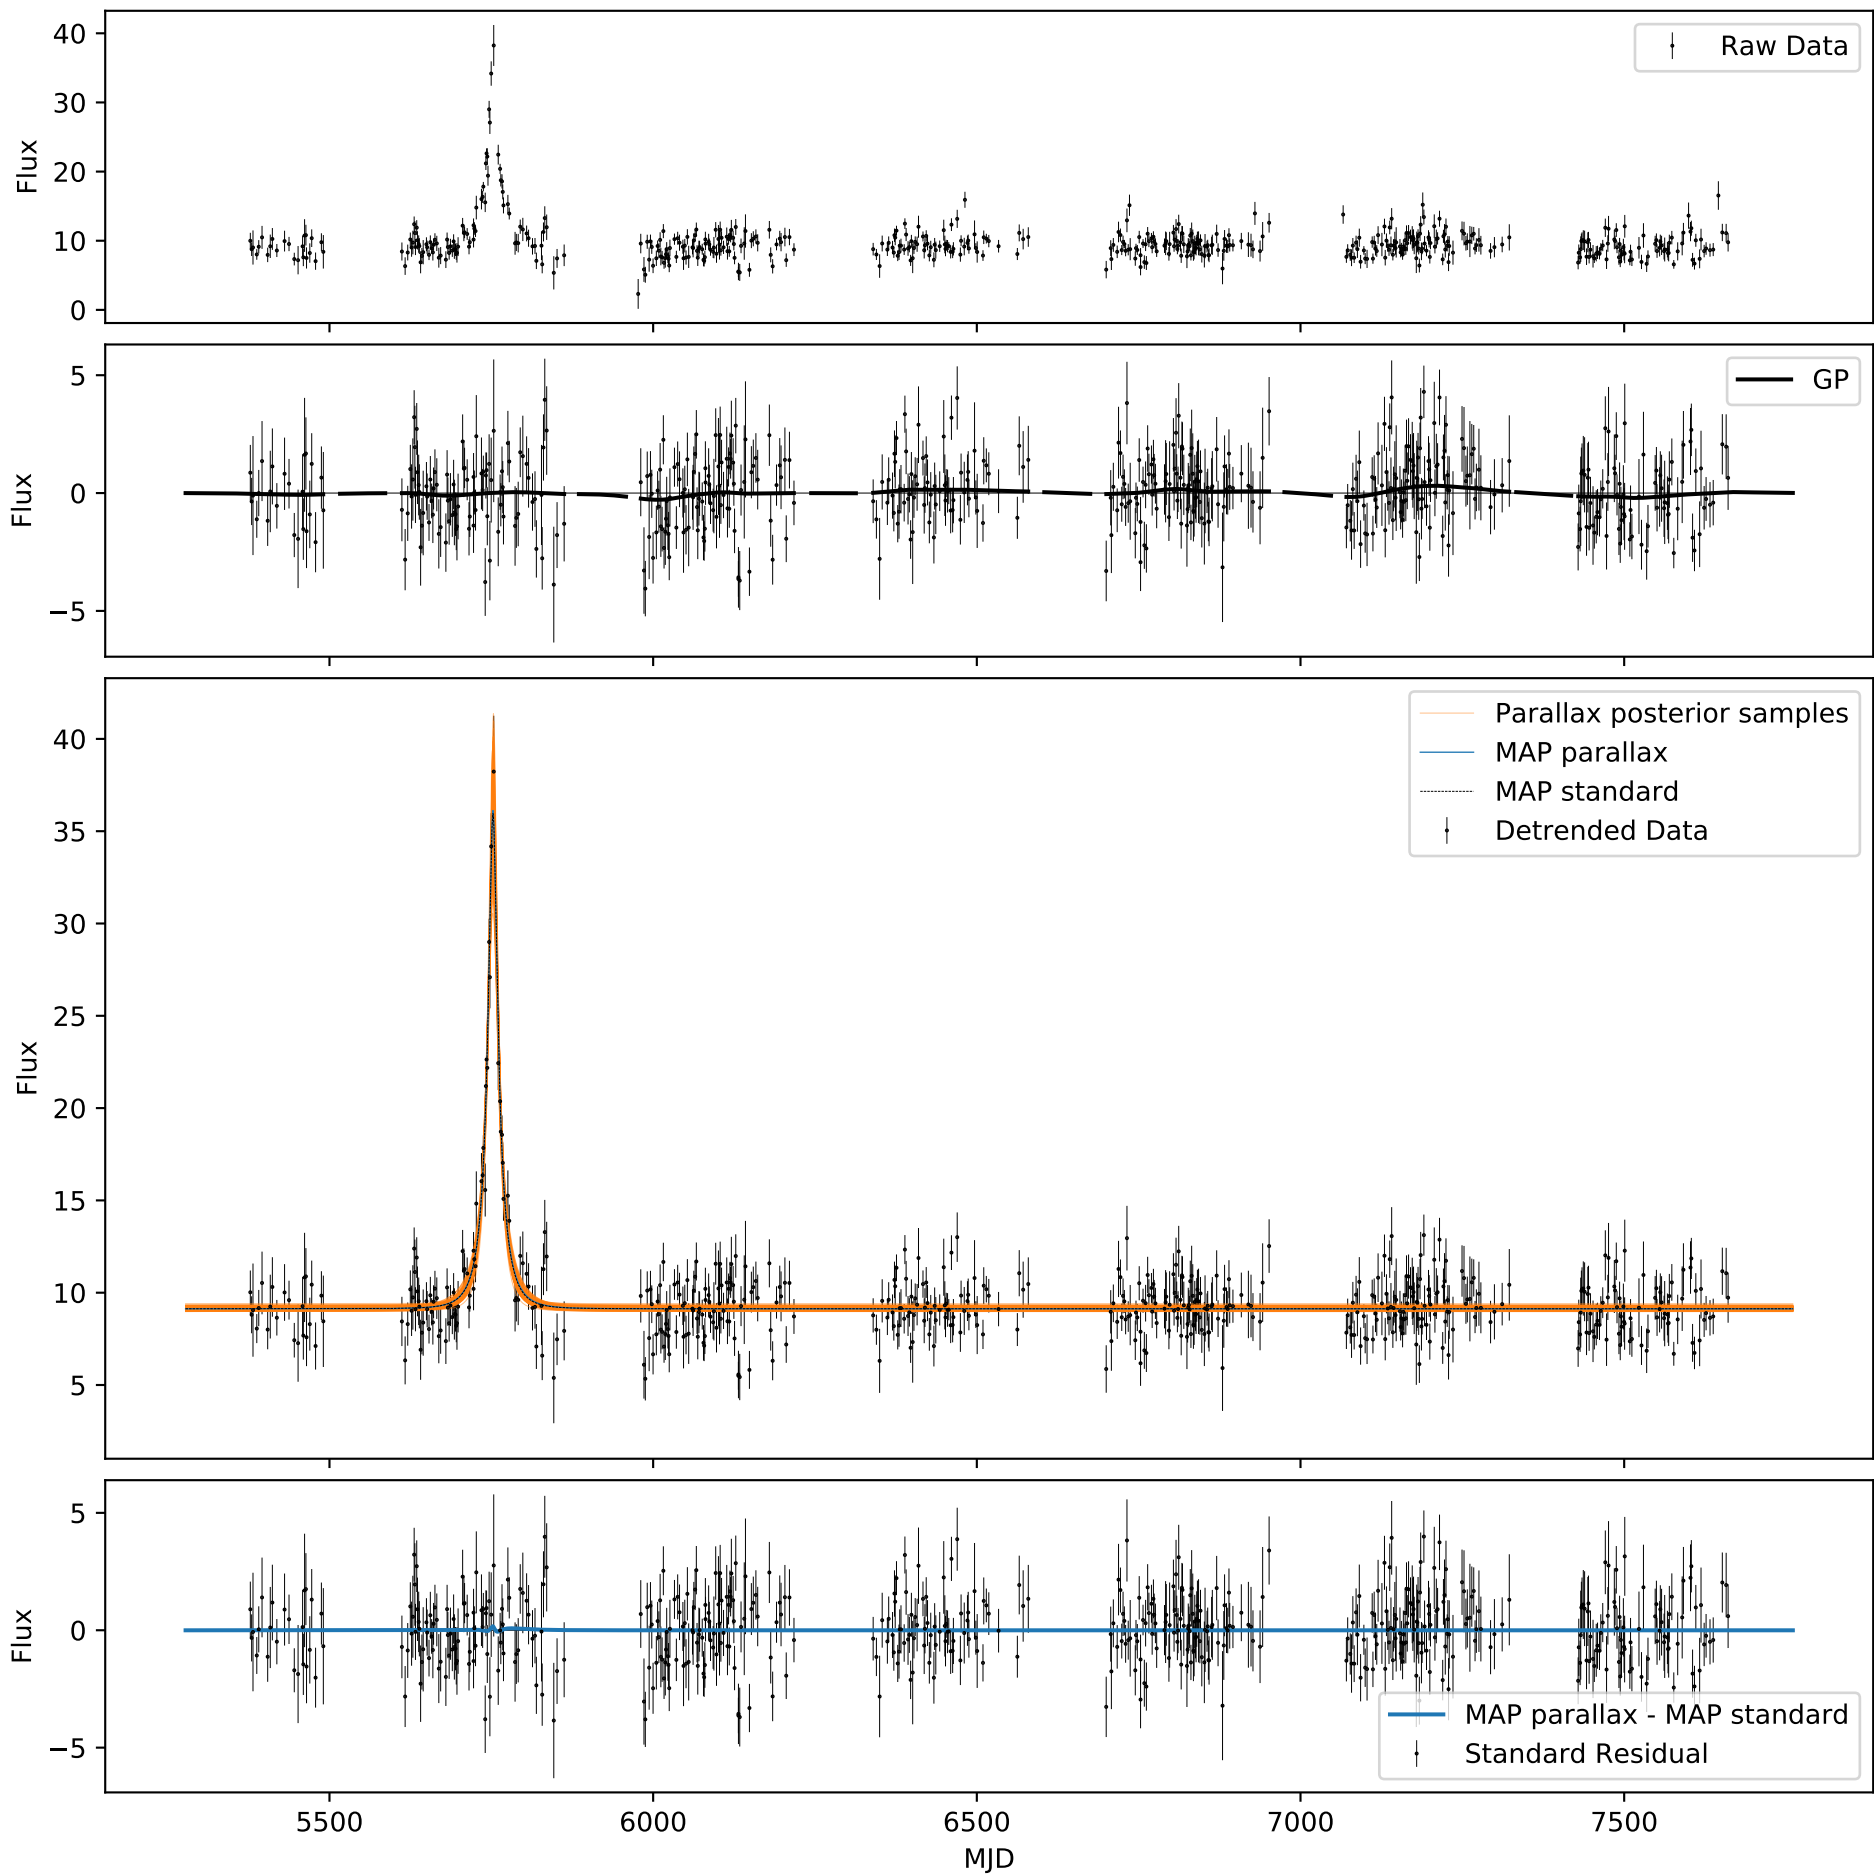 40
30
20
10
0
Flux
Raw Data
5
0
−5
Flux
GP
40
35
30
25
20
15
10
5
Flux
Parallax posterior samples
MAP parallax
MAP standard
Detrended Data
5
0
−5
Flux
MAP parallax - MAP standard
Standard Residual
5500 6000 6500 7000 7500
MJD